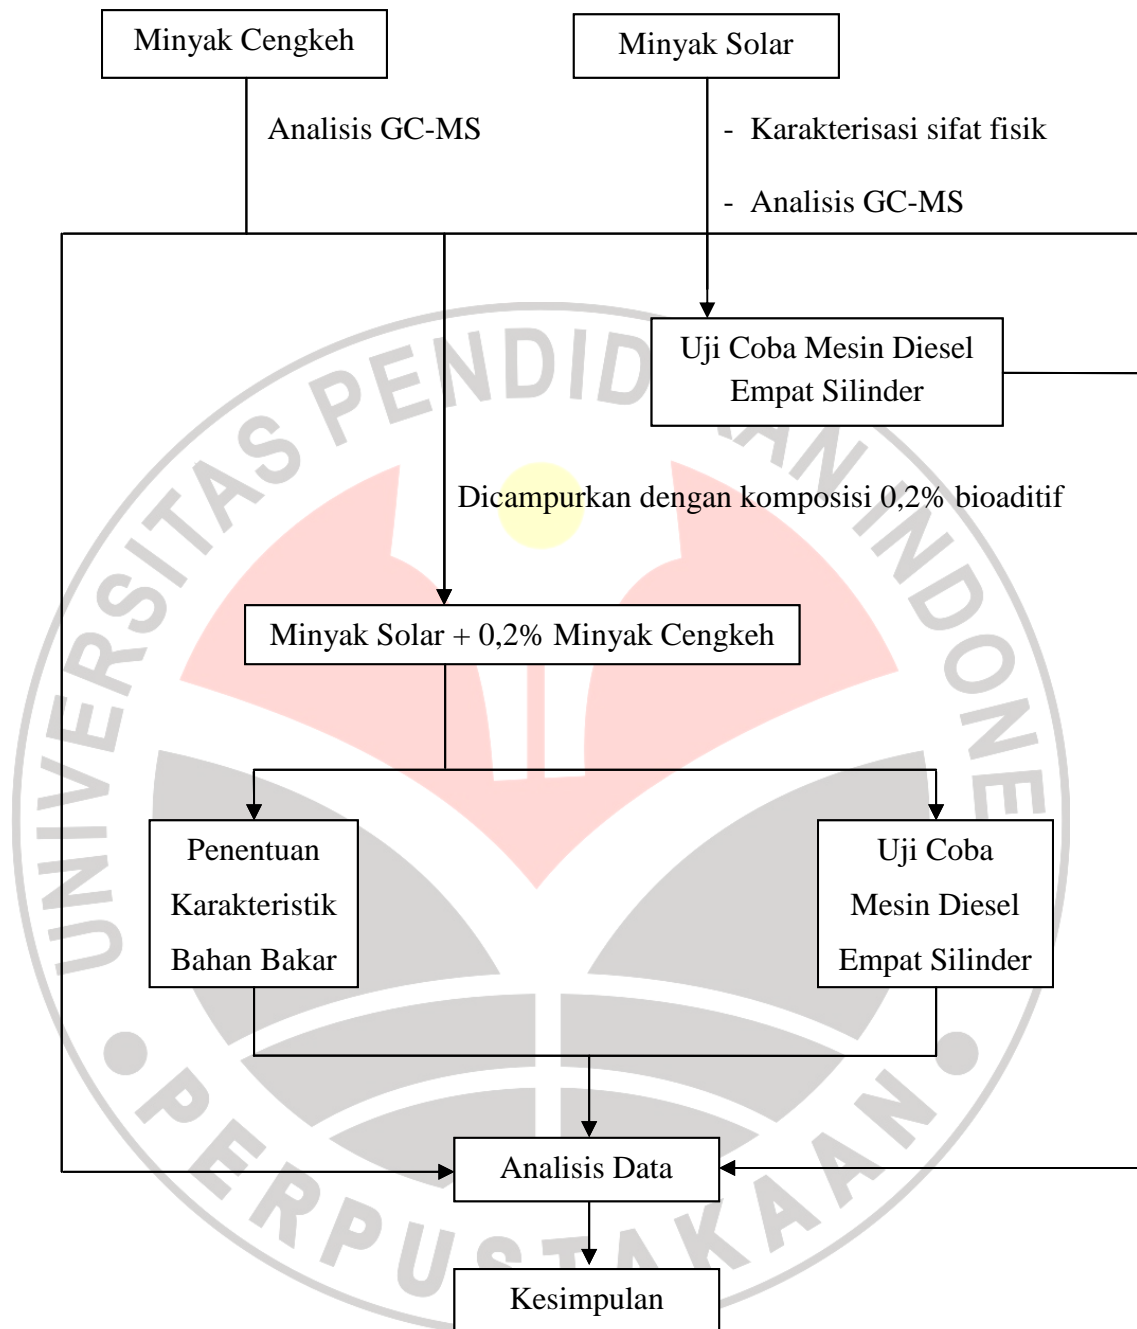 Minyak Cengkeh
Minyak Solar
Analisis GC-MS
- Karakterisasi sifat fisik
- Analisis GC-MS
Uji Coba Mesin Diesel
Empat Silinder
Dicampurkan dengan komposisi 0,2% bioaditif
Minyak Solar + 0,2% Minyak Cengkeh
Penentuan
Karakteristik
Bahan Bakar
Uji Coba
Mesin Diesel
Empat Silinder
Analisis Data
Kesimpulan
UNIVERSITAS PENDIDIKAN INDONE
PERPUSTAKAAN